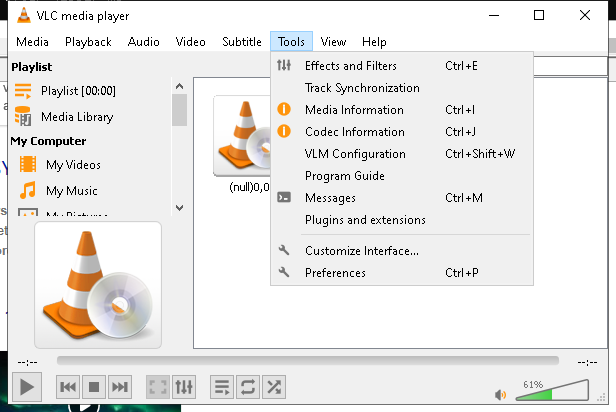 VLC media player
Media Playback Audio Video Subtitle Tools View Help
Playlist
Playlist [00:00]
Media Library
My Computer
My Videos
My Music
My Pictures
(null)0,0
Effects and Filters Ctrl+E
Track Synchronization
Media Information Ctrl+I
Codec Information Ctrl+J
VLM Configuration Ctrl+Shift+W
Program Guide
Messages Ctrl+M
Plugins and extensions
Customize Interface...
Preferences Ctrl+P
--:-- --:--
61%